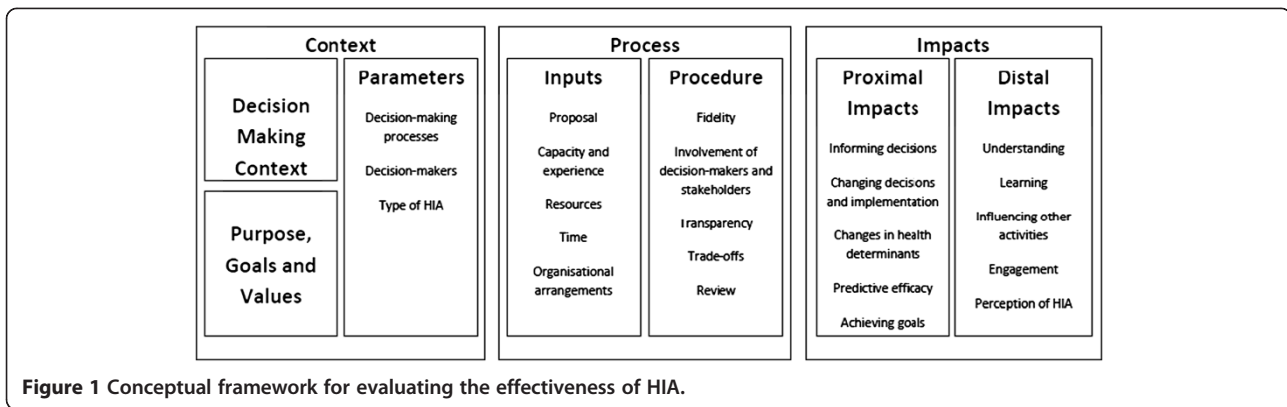 Context
Decision
Making
Context
Purpose,
Goals and
Values
Parameters
Decision-making
processes
Decision-makers
Type of HIA
Process
Inputs
Proposal
Capacity and
experience
Resources
Time
Organisational
arrangements
Procedure
Fidelity
Involvement of
decision-makers and
stakeholders
Transparency
Trade-offs
Review
Impacts
Proximal
Impacts
Informing decisions
Changing decisions
and implementation
Changes in health
determinants
Predictive efficacy
Achieving goals
Distal
Impacts
Understanding
Learning
Influencing other
activities
Engagement
Perception of HIA
Figure 1 Conceptual framework for evaluating the effectiveness of HIA.